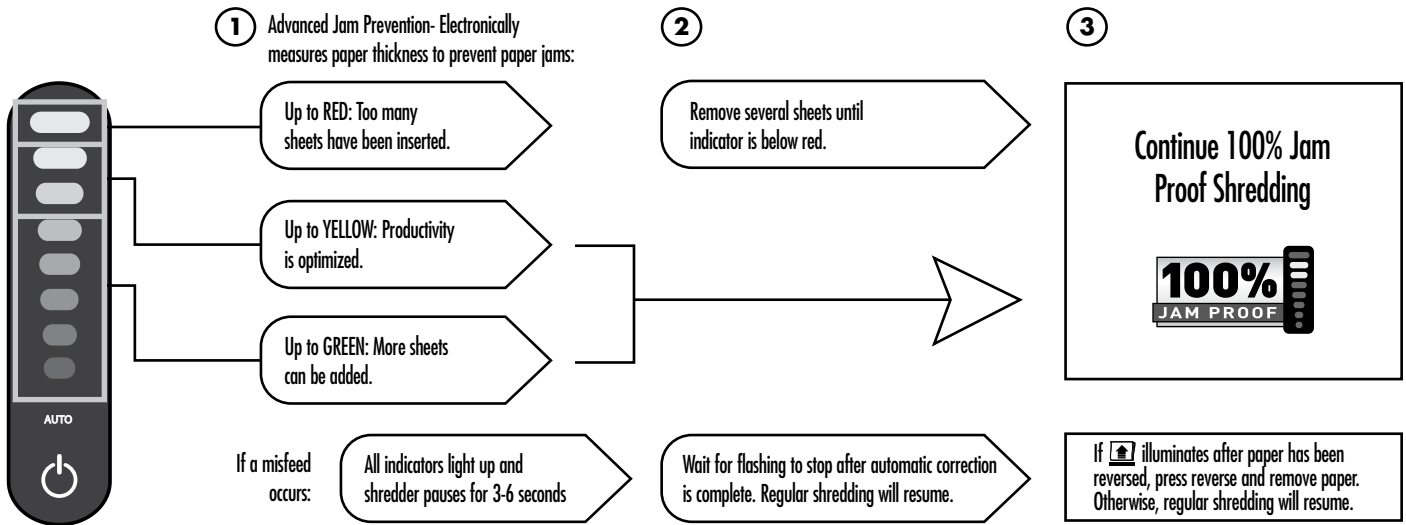 1
Advanced Jam Prevention- Electronically
measures paper thickness to prevent paper jams:
2
3
Up to RED: Too many
sheets have been inserted.
Remove several sheets until
indicator is below red.
Continue 100% Jam
Proof Shredding
Up to YELLOW: Productivity
is optimized.
100%
JAM PROOF
Up to GREEN: More sheets
can be added.
AUTO
If a misfeed
occurs:
All indicators light up and
shredder pauses for 3-6 seconds
Wait for flashing to stop after automatic correction
is complete. Regular shredding will resume.
If illuminates after paper has been
reversed, press reverse and remove paper.
Otherwise, regular shredding will resume.